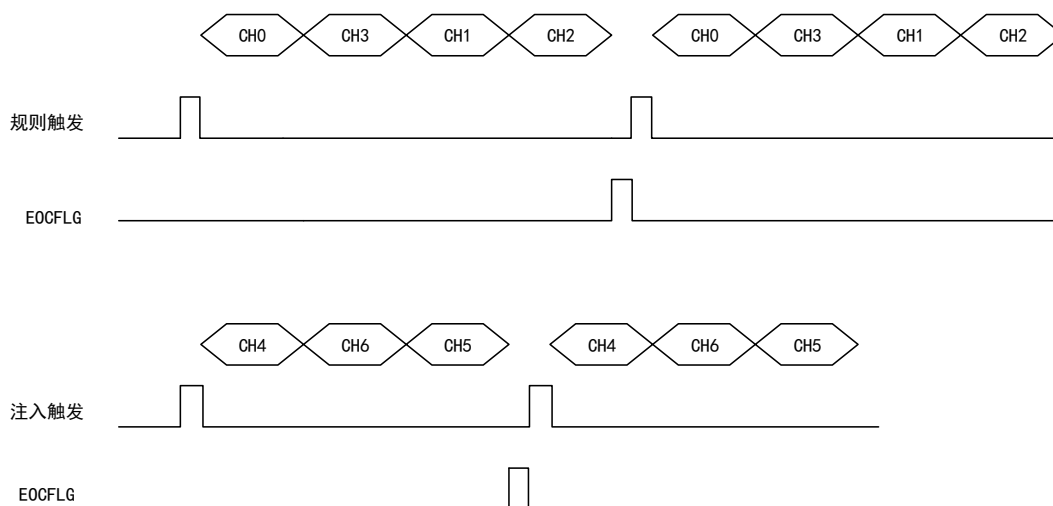 CH0 CH3 CH1 CH2 CH0 CH3 CH1 CH2
规则触发
EOCFLG
CH4 CH6 CH5 CH4 CH6 CH5
注入触发
EOCFLG